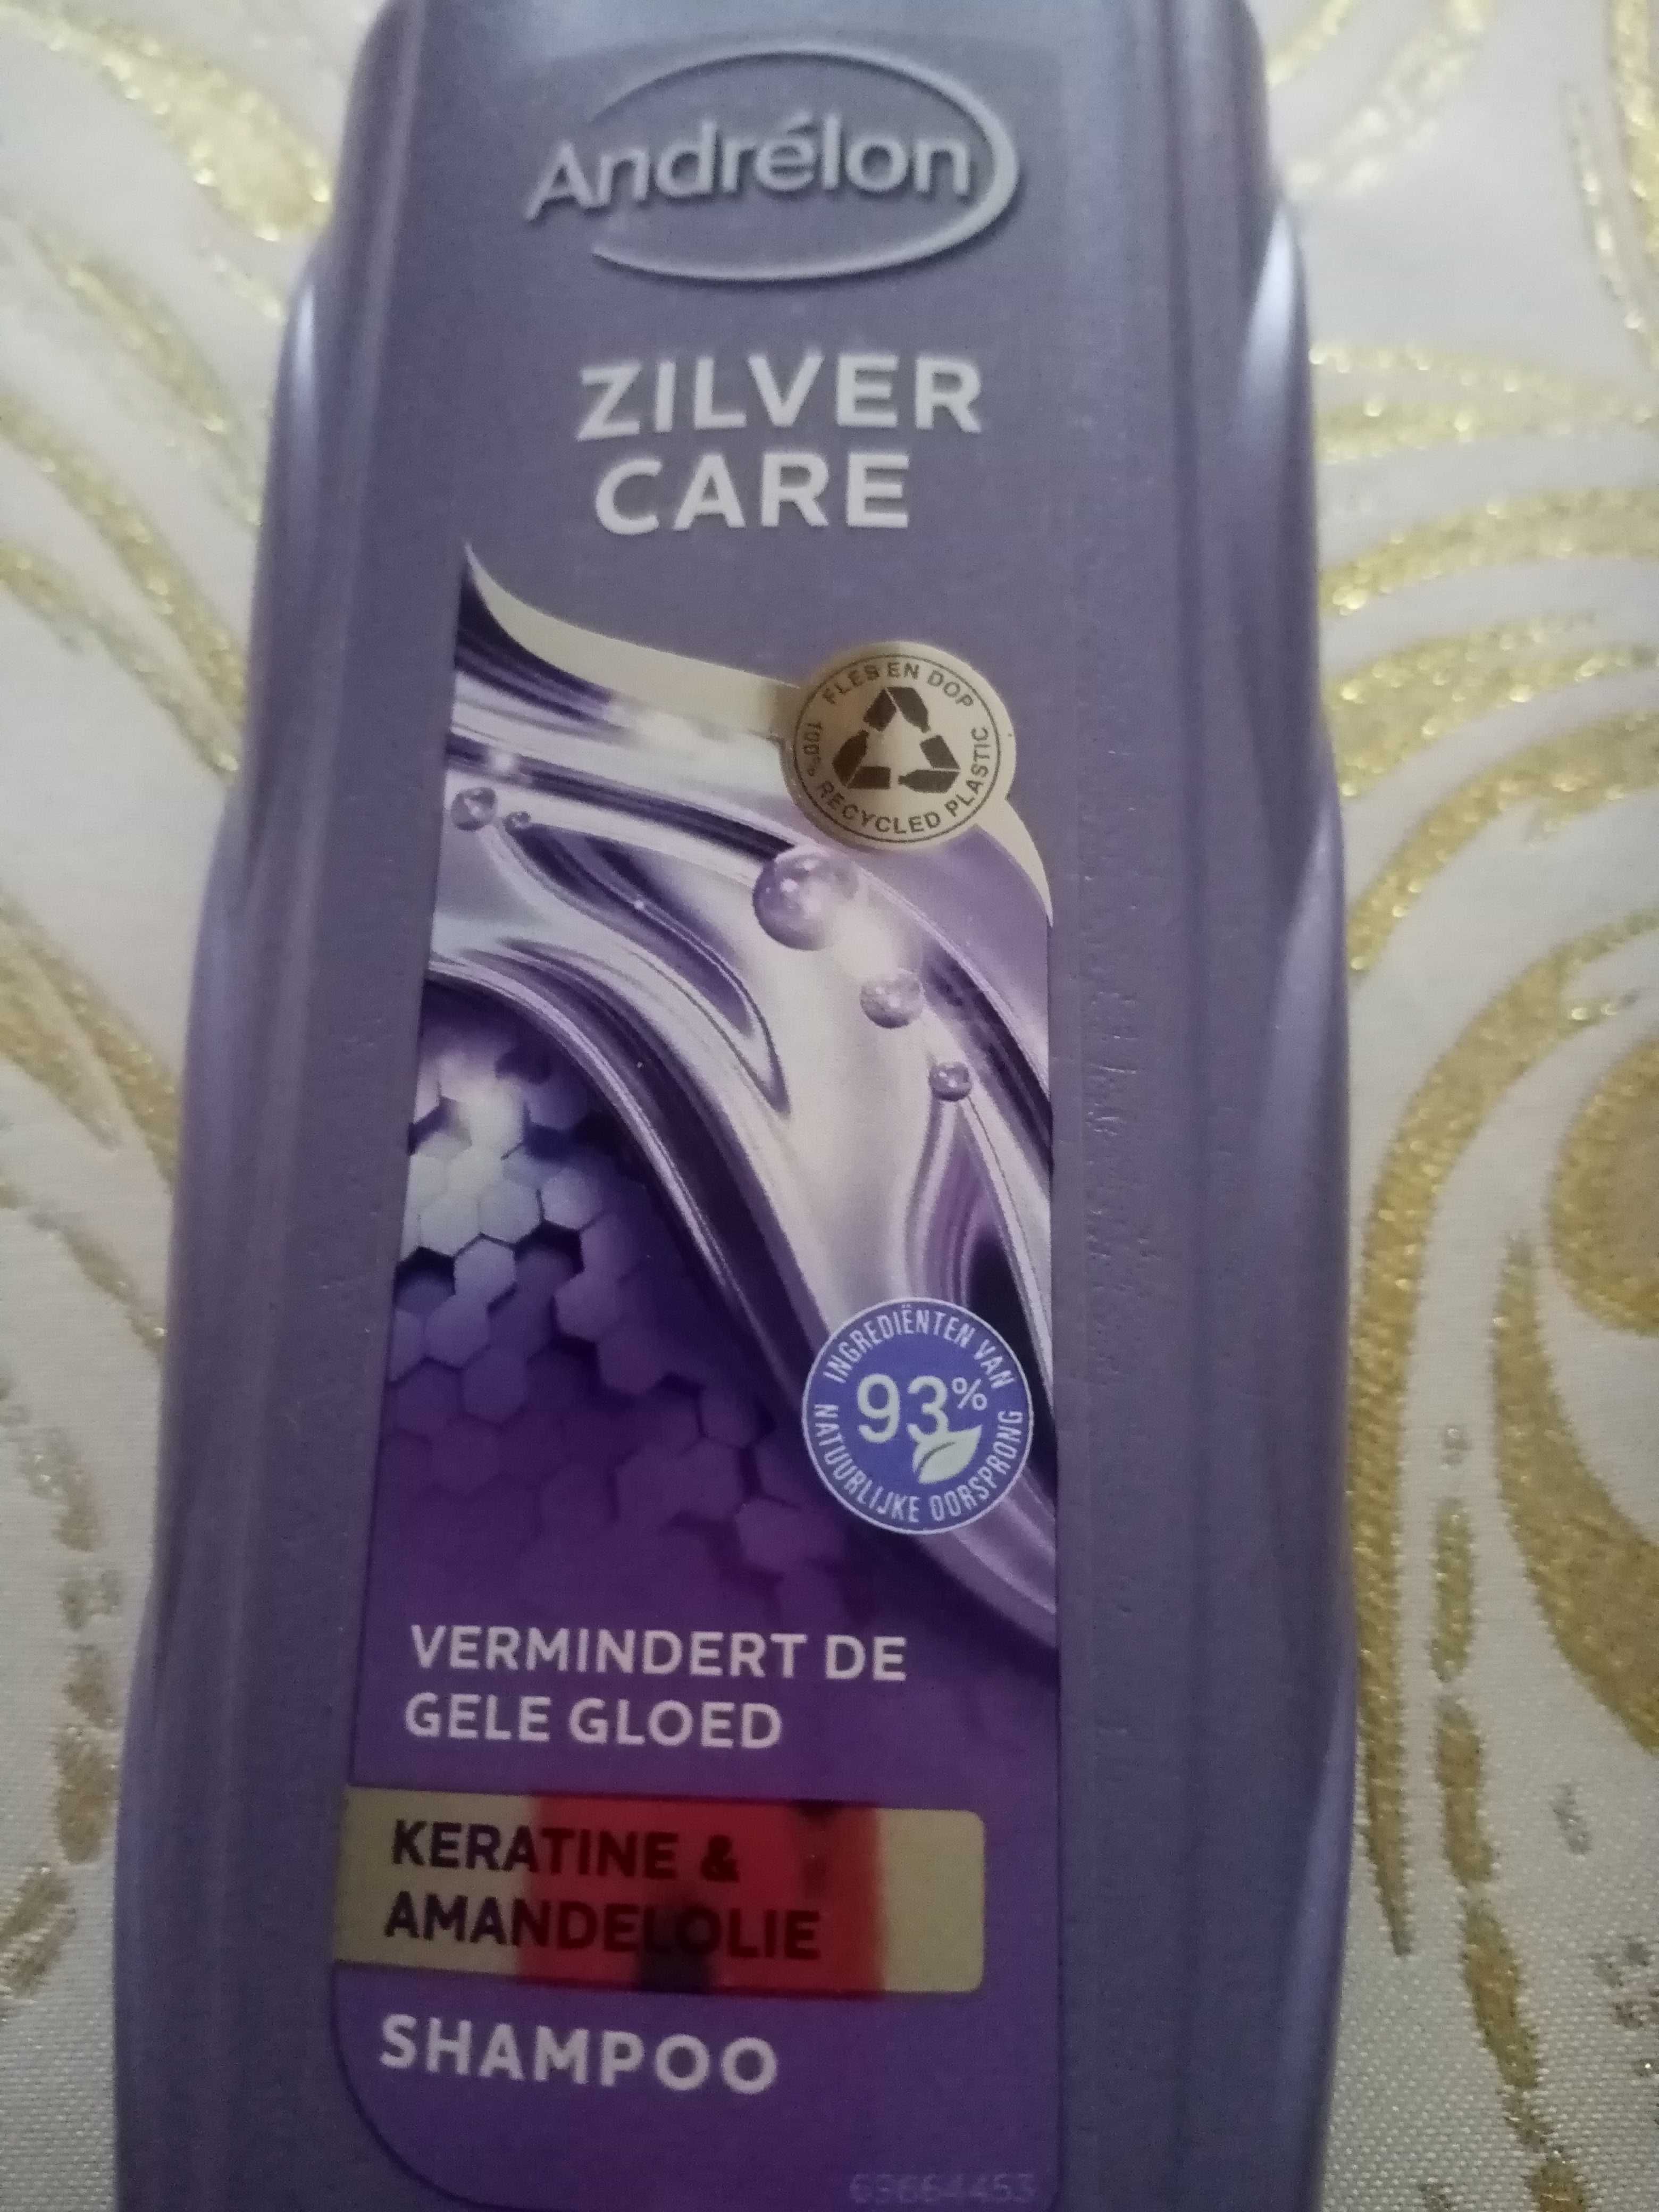 Andrélon
ZILVER
CARE
FLES EN DOP
100% RECYCLED PLASTIC
INGREDIËNTEN VAN
93%
NATUURLIJKE OORSPRONG
VERMINDERT DE
GELE GLOED
KERATINE &
AMANDELOLIE
SHAMPOO
69664453